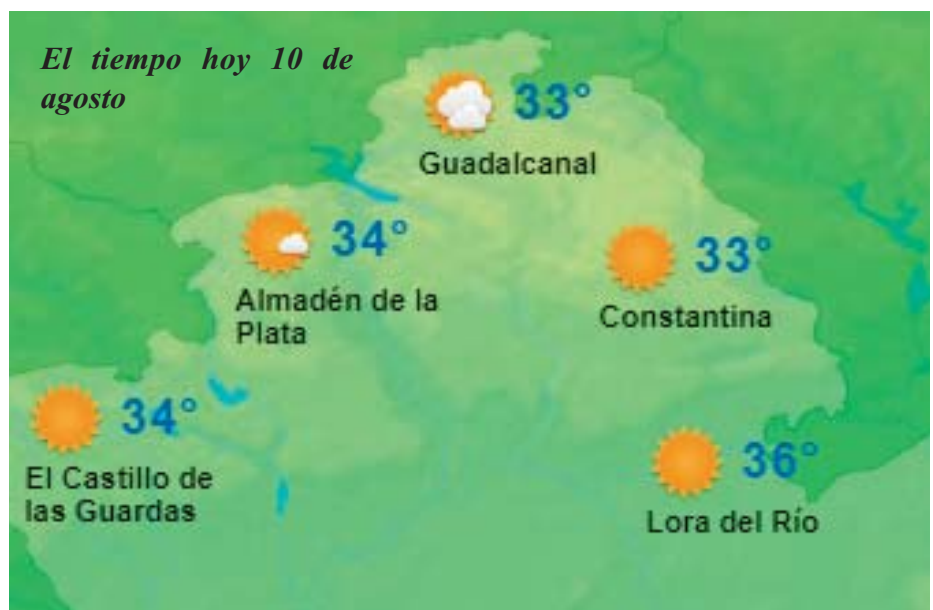 El tiempo hoy 10 de
agosto
33°
Guadalcanal
34°
Almadén de la
Plata
33°
Constantina
34°
El Castillo de
las Guardas
36°
Lora del Río